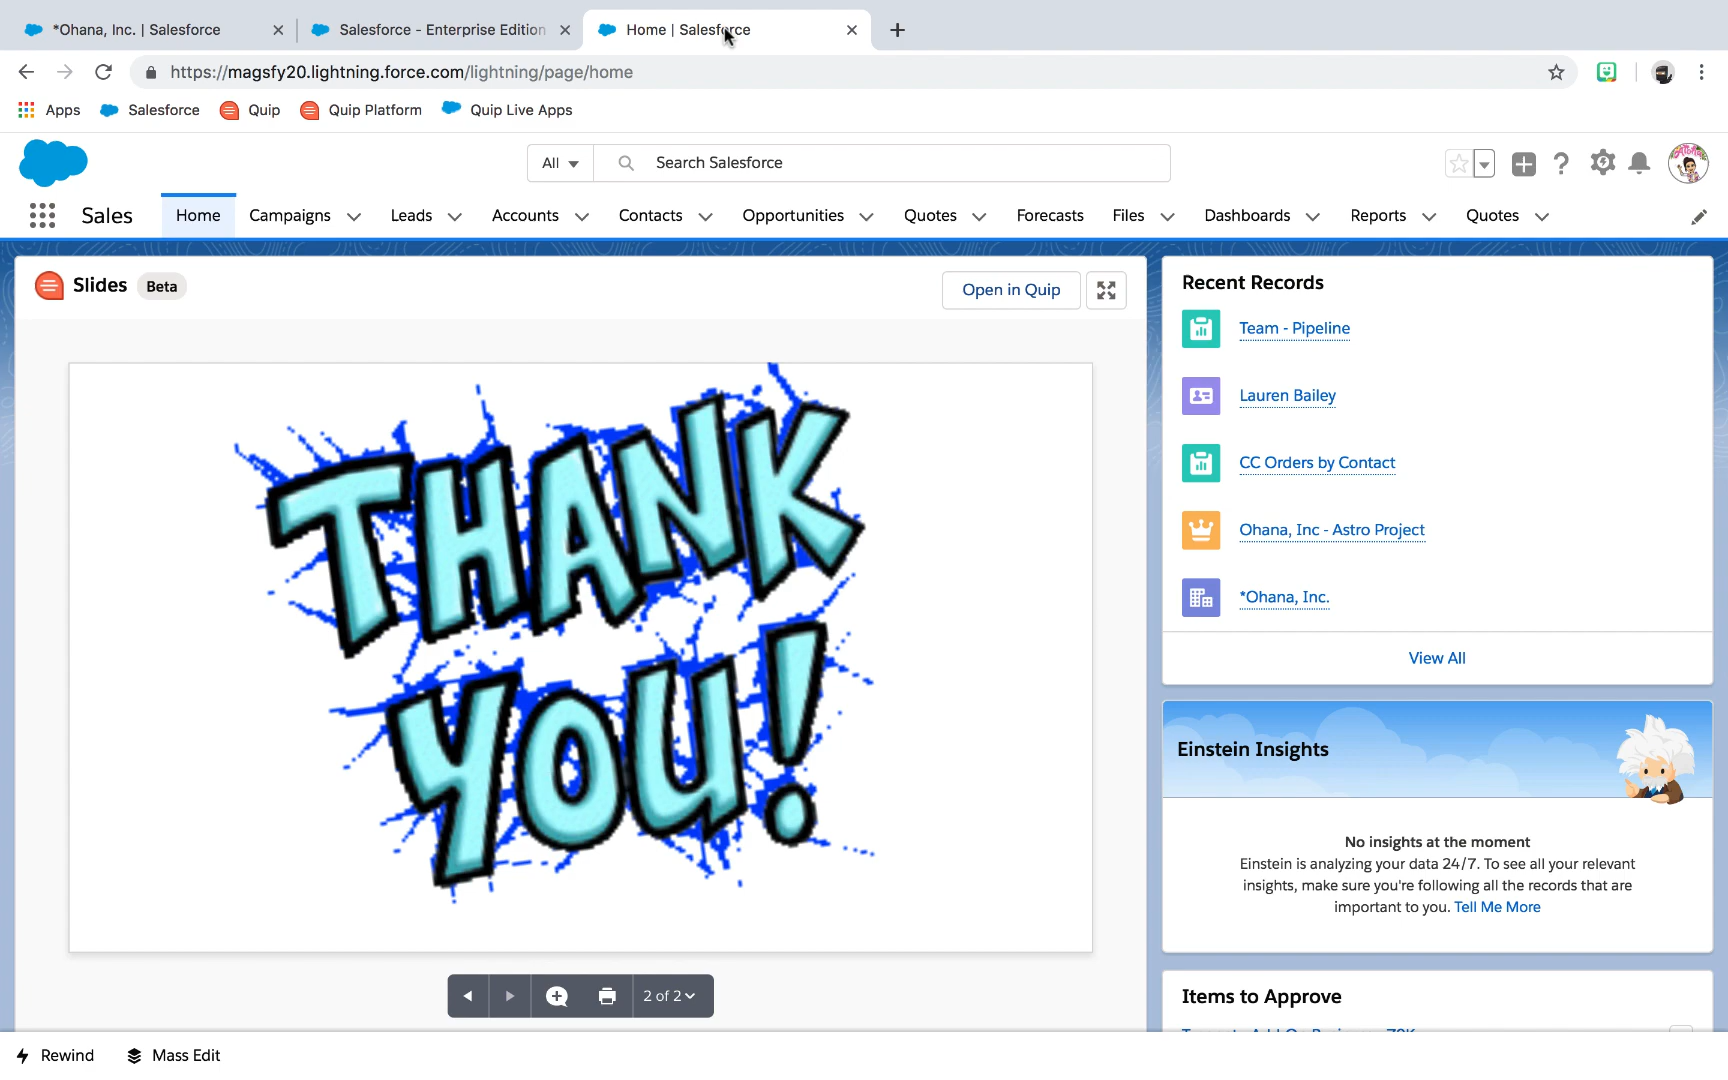 *Ohana, Inc. | Salesforce
Salesforce - Enterprise Edition
Home | Salesforce
https://magsfy20.lightning.force.com/lightning/page/home
Apps Salesforce Quip Quip Platform Quip Live Apps
All Search Salesforce
Sales Home Campaigns Leads Accounts Contacts Opportunities Quotes Forecasts Files Dashboards Reports Quotes
Slides Beta
Open in Quip
THANK
YOU!
2 of 2
Recent Records
Team - Pipeline
Lauren Bailey
CC Orders by Contact
Ohana, Inc - Astro Project
*Ohana, Inc.
View All
Einstein Insights
No insights at the moment
Einstein is analyzing your data 24/7. To see all your relevant
insights, make sure you're following all the records that are
important to you. Tell Me More
Items to Approve
Rewind Mass Edit